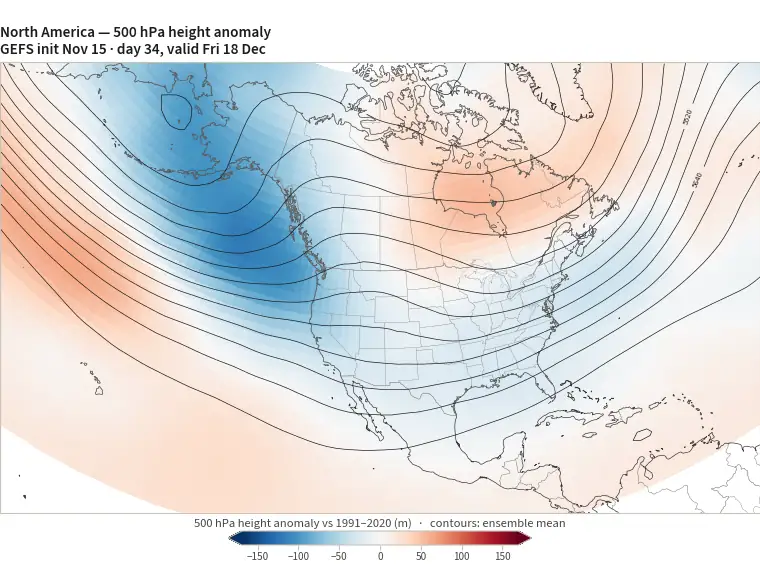 North America — 500 hPa height anomaly
GEFS init Nov 15 · day 34, valid Fri 18 Dec
5520
5640
500 hPa height anomaly vs 1991–2020 (m) · contours: ensemble mean
−150 −100 −50 0 50 100 150